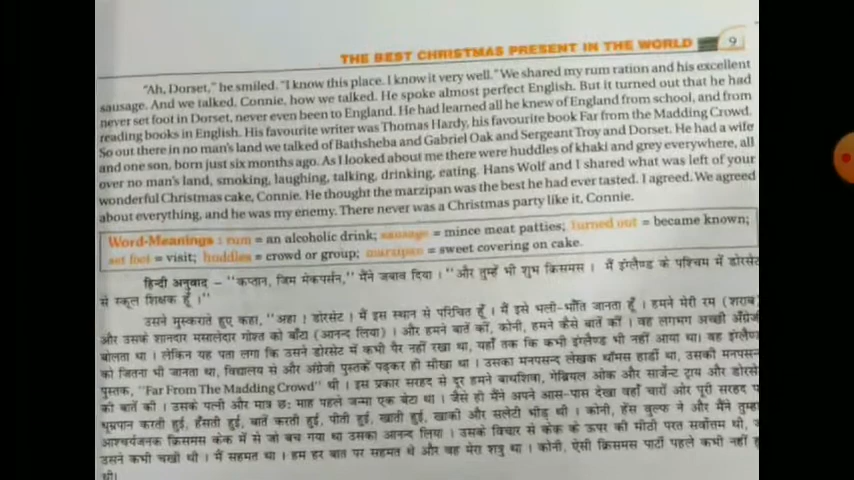 THE BEST CHRISTMAS PRESENT IN THE WORLD 9
"Ah, Dorset," he smiled. "I know this place. I know it very well." We shared my rum ration and his excellent
sausage. And we talked, Connie, how we talked. He spoke almost perfect English. But it turned out that he had
never set foot in Dorset, never even been to England. He had learned all he knew of England from school, and from
reading books in English. His favourite writer was Thomas Hardy, his favourite book Far from the Madding Crowd.
So out there in no man's land we talked of Bathsheba and Gabriel Oak and Sergeant Troy and Dorset. He had a wife
and one son, born just six months ago. As I looked about me there were huddles of khaki and grey everywhere, all
over no man's land, smoking, laughing, talking, drinking, eating. Hans Wolf and I shared what was left of your
wonderful Christmas cake, Connie. He thought the marzipan was the best he had ever tasted. I agreed. We agreed
about everything, and he was my enemy. There never was a Christmas party like it, Connie.
Word-Meanings : rum = an alcoholic drink; sausage = mince meat patties; turned out = became known;
set foot = visit; huddles = crowd or group; marzipan = sweet covering on cake.
हिन्दी अनुवाद – "कप्तान, जिम मेकपर्सन," मैंने जवाब दिया। "और तुम्हें भी शुभ क्रिसमस। मैं इंग्लैण्ड के पश्चिम में डोरसेट
से स्कूल शिक्षक हूँ।"
उसने मुस्कराते हुए कहा, "अहा! डोरसेट। मैं इस स्थान से परिचित हूँ। मैं इसे भली-भाँति जानता हूँ। हमने मेरी रम (शराब)
और उसके शानदार मसालेदार गोश्त को बाँटा (आनन्द लिया)। और हमने बातें कीं, कोनी, हमने कैसे बातें कीं। वह लगभग अच्छी अँग्रेजी
बोलता था। लेकिन यह पता लगा कि उसने डोरसेट में कभी पैर नहीं रखा था, यहाँ तक कि कभी इंग्लैण्ड भी नहीं आया था। वह इंग्लैण्ड
को जितना भी जानता था, विद्यालय से और अंग्रेजी पुस्तकें पढ़कर ही सीखा था। उसका मनपसन्द लेखक थॉमस हार्डी था, उसकी मनपसन्द
पुस्तक, "Far From The Madding Crowd" थी। इस प्रकार सरहद से दूर हमने बाथशिवा, गेब्रियल ओक और सार्जेन्ट ट्राय और डोरसेट
की बातें कीं। उसके पत्नी और मात्र छः माह पहले जन्मा एक बेटा था। जैसे ही मैंने अपने आस-पास देखा वहाँ चारों ओर पूरी सरहद
धूम्रपान करती हुई, हँसती हुई, बातें करती हुई, पीती हुई, खाती हुई, खाकी और सलेटी भीड़ थी। कोनी, हँस वुल्फ ने और मैंने
आश्चर्यजनक क्रिसमस केक में से जो बच गया था उसका आनन्द लिया। उसके विचार से केक के ऊपर की मीठी परत सर्वोत्तम थी,
उसने कभी चखी थी। मैं सहमत था। हम हर बात पर सहमत थे और वह मेरा शत्रु था। कोनी, ऐसी क्रिसमस पार्टी पहले कभी नहीं
थी।